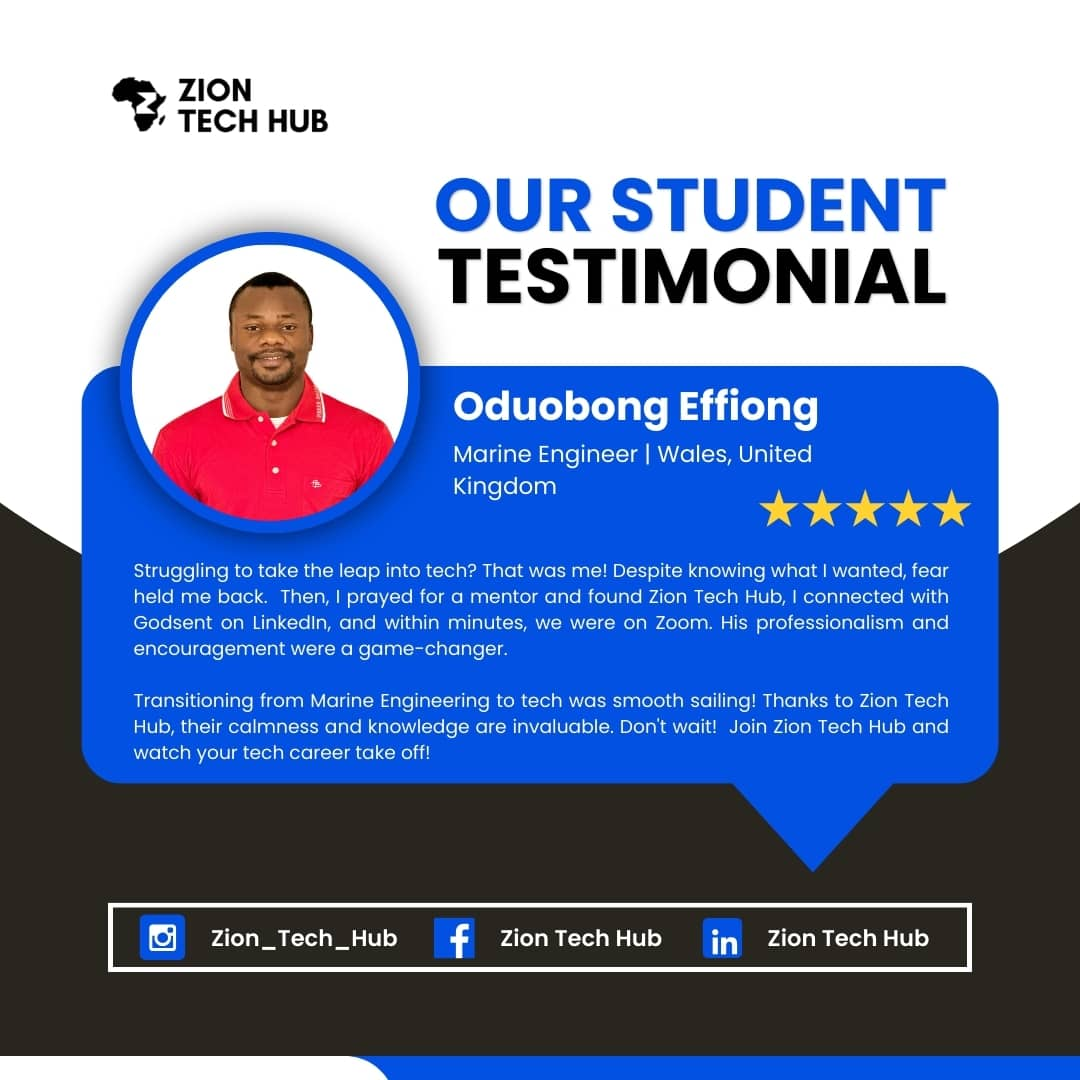 ZION
TECH HUB
OUR STUDENT
TESTIMONIAL
Oduobong Effiong
Marine Engineer | Wales, United
Kingdom
Struggling to take the leap into tech? That was me! Despite knowing what I wanted, fear
held me back.  Then, I prayed for a mentor and found Zion Tech Hub, I connected with
Godsent on LinkedIn, and within minutes, we were on Zoom. His professionalism and
encouragement were a game-changer.
Transitioning from Marine Engineering to tech was smooth sailing! Thanks to Zion Tech
Hub, their calmness and knowledge are invaluable. Don't wait!  Join Zion Tech Hub and
watch your tech career take off!
Zion_Tech_Hub
Zion Tech Hub
Zion Tech Hub